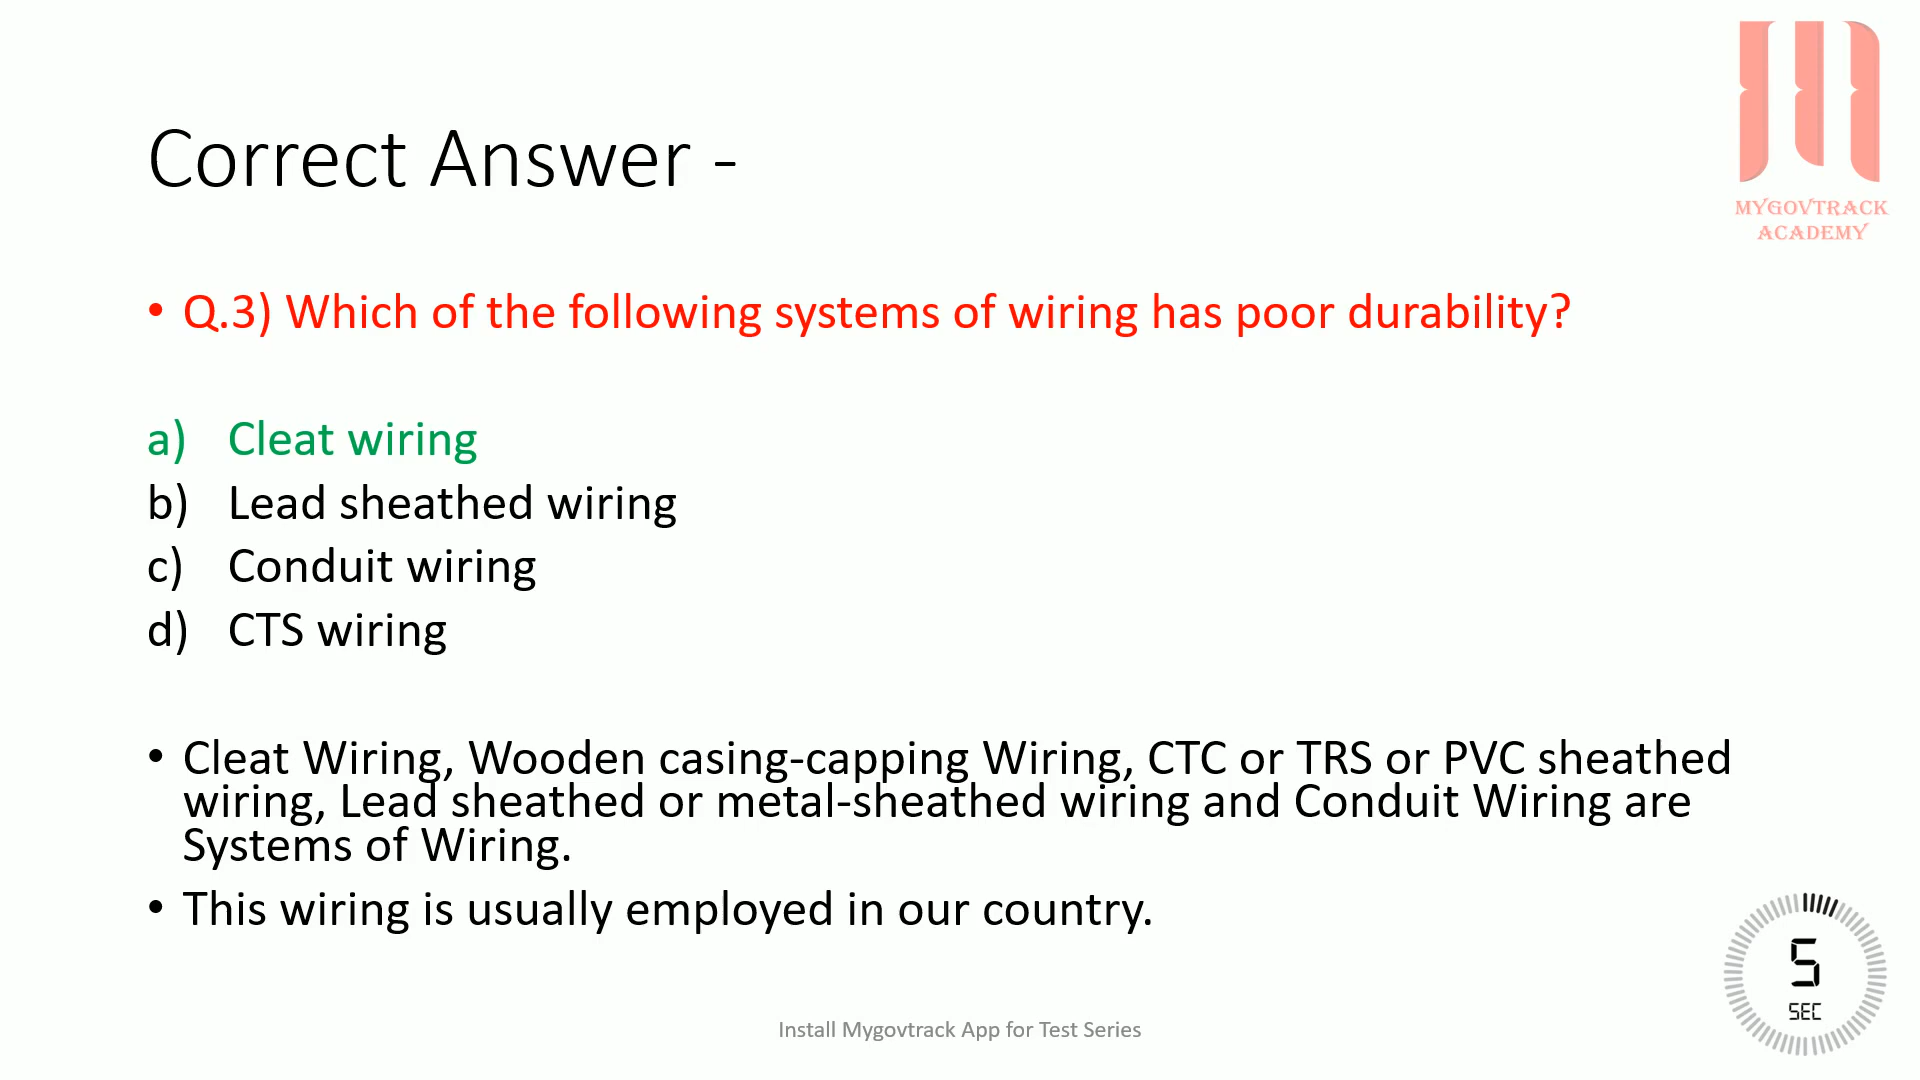 MYGOVTRACK
ACADEMY
Correct Answer -
• Q.3) Which of the following systems of wiring has poor durability?
a) Cleat wiring
b) Lead sheathed wiring
c) Conduit wiring
d) CTS wiring
• Cleat Wiring, Wooden casing-capping Wiring, CTC or TRS or PVC sheathed
wiring, Lead sheathed or metal-sheathed wiring and Conduit Wiring are
Systems of Wiring.
• This wiring is usually employed in our country.
5
SEC
Install Mygovtrack App for Test Series